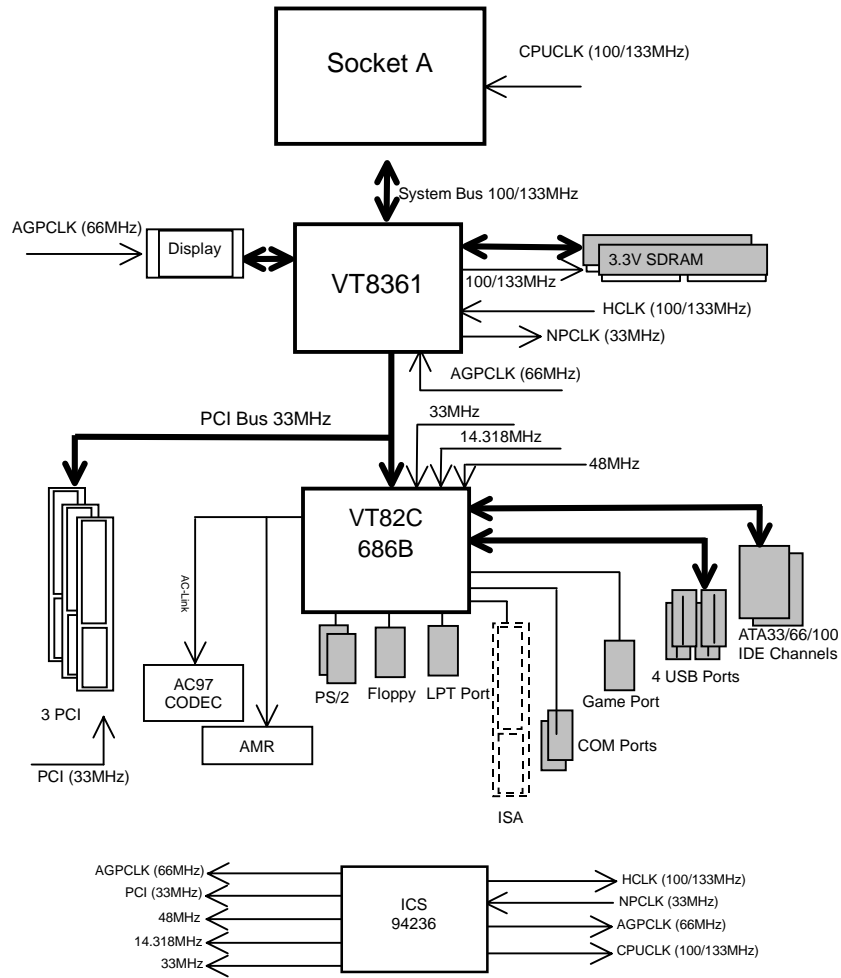 Socket A
CPUCLK (100/133MHz)
System Bus 100/133MHz
AGPCLK (66MHz)
Display
VT8361
3.3V SDRAM
100/133MHz
HCLK (100/133MHz)
NPCLK (33MHz)
AGPCLK (66MHz)
PCI Bus 33MHz
33MHz
14.318MHz
48MHz
VT82C
686B
AC-Link
3 PCI
PCI (33MHz)
AC97
CODEC
AMR
PS/2
Floppy
LPT Port
ISA
COM Ports
Game Port
4 USB Ports
ATA33/66/100
IDE Channels
AGPCLK (66MHz)
PCI (33MHz)
48MHz
14.318MHz
33MHz
ICS
94236
HCLK (100/133MHz)
NPCLK (33MHz)
AGPCLK (66MHz)
CPUCLK (100/133MHz)